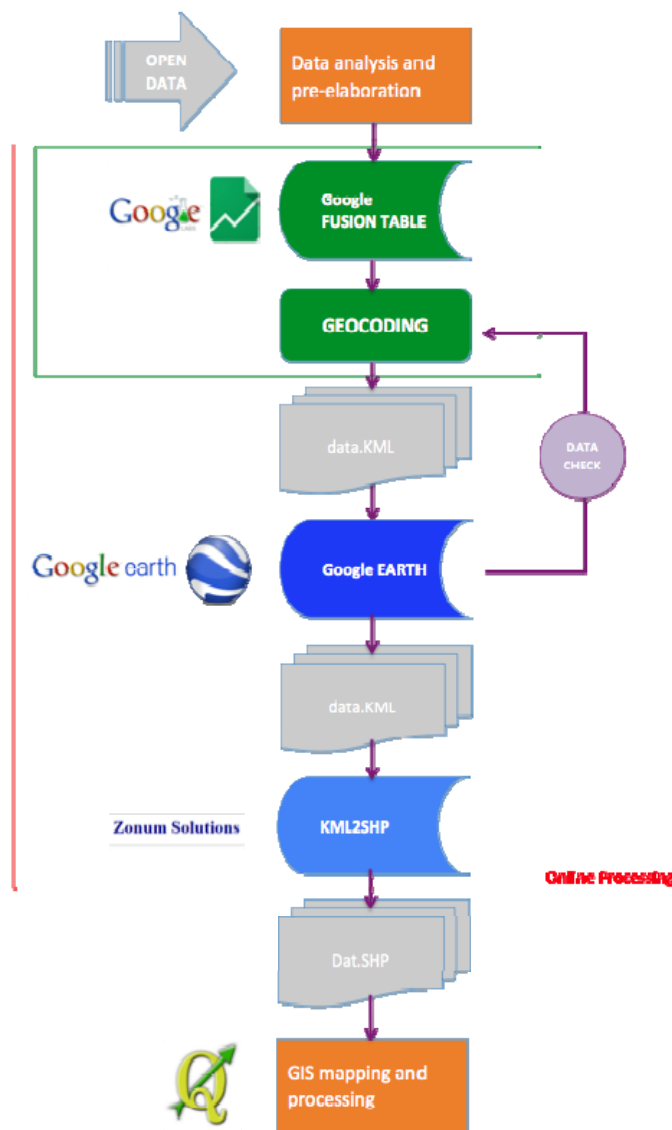 OPEN
DATA
Data analysis and
pre-elaboration
Google
LABS
Google
FUSION TABLE
GEOCODING
data.KML
DATA
CHECK
Google earth
Google EARTH
data.KML
Zonum Solutions
KML2SHP
Online Processing
Dat.SHP
Q
GIS mapping and
processing